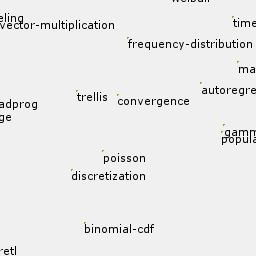 weibull
eling
time
vector-multiplication
frequency-distribution
ma
autoregre
trellis
convergence
adprog
ge
gamm
popula
poisson
discretization
binomial-cdf
retl